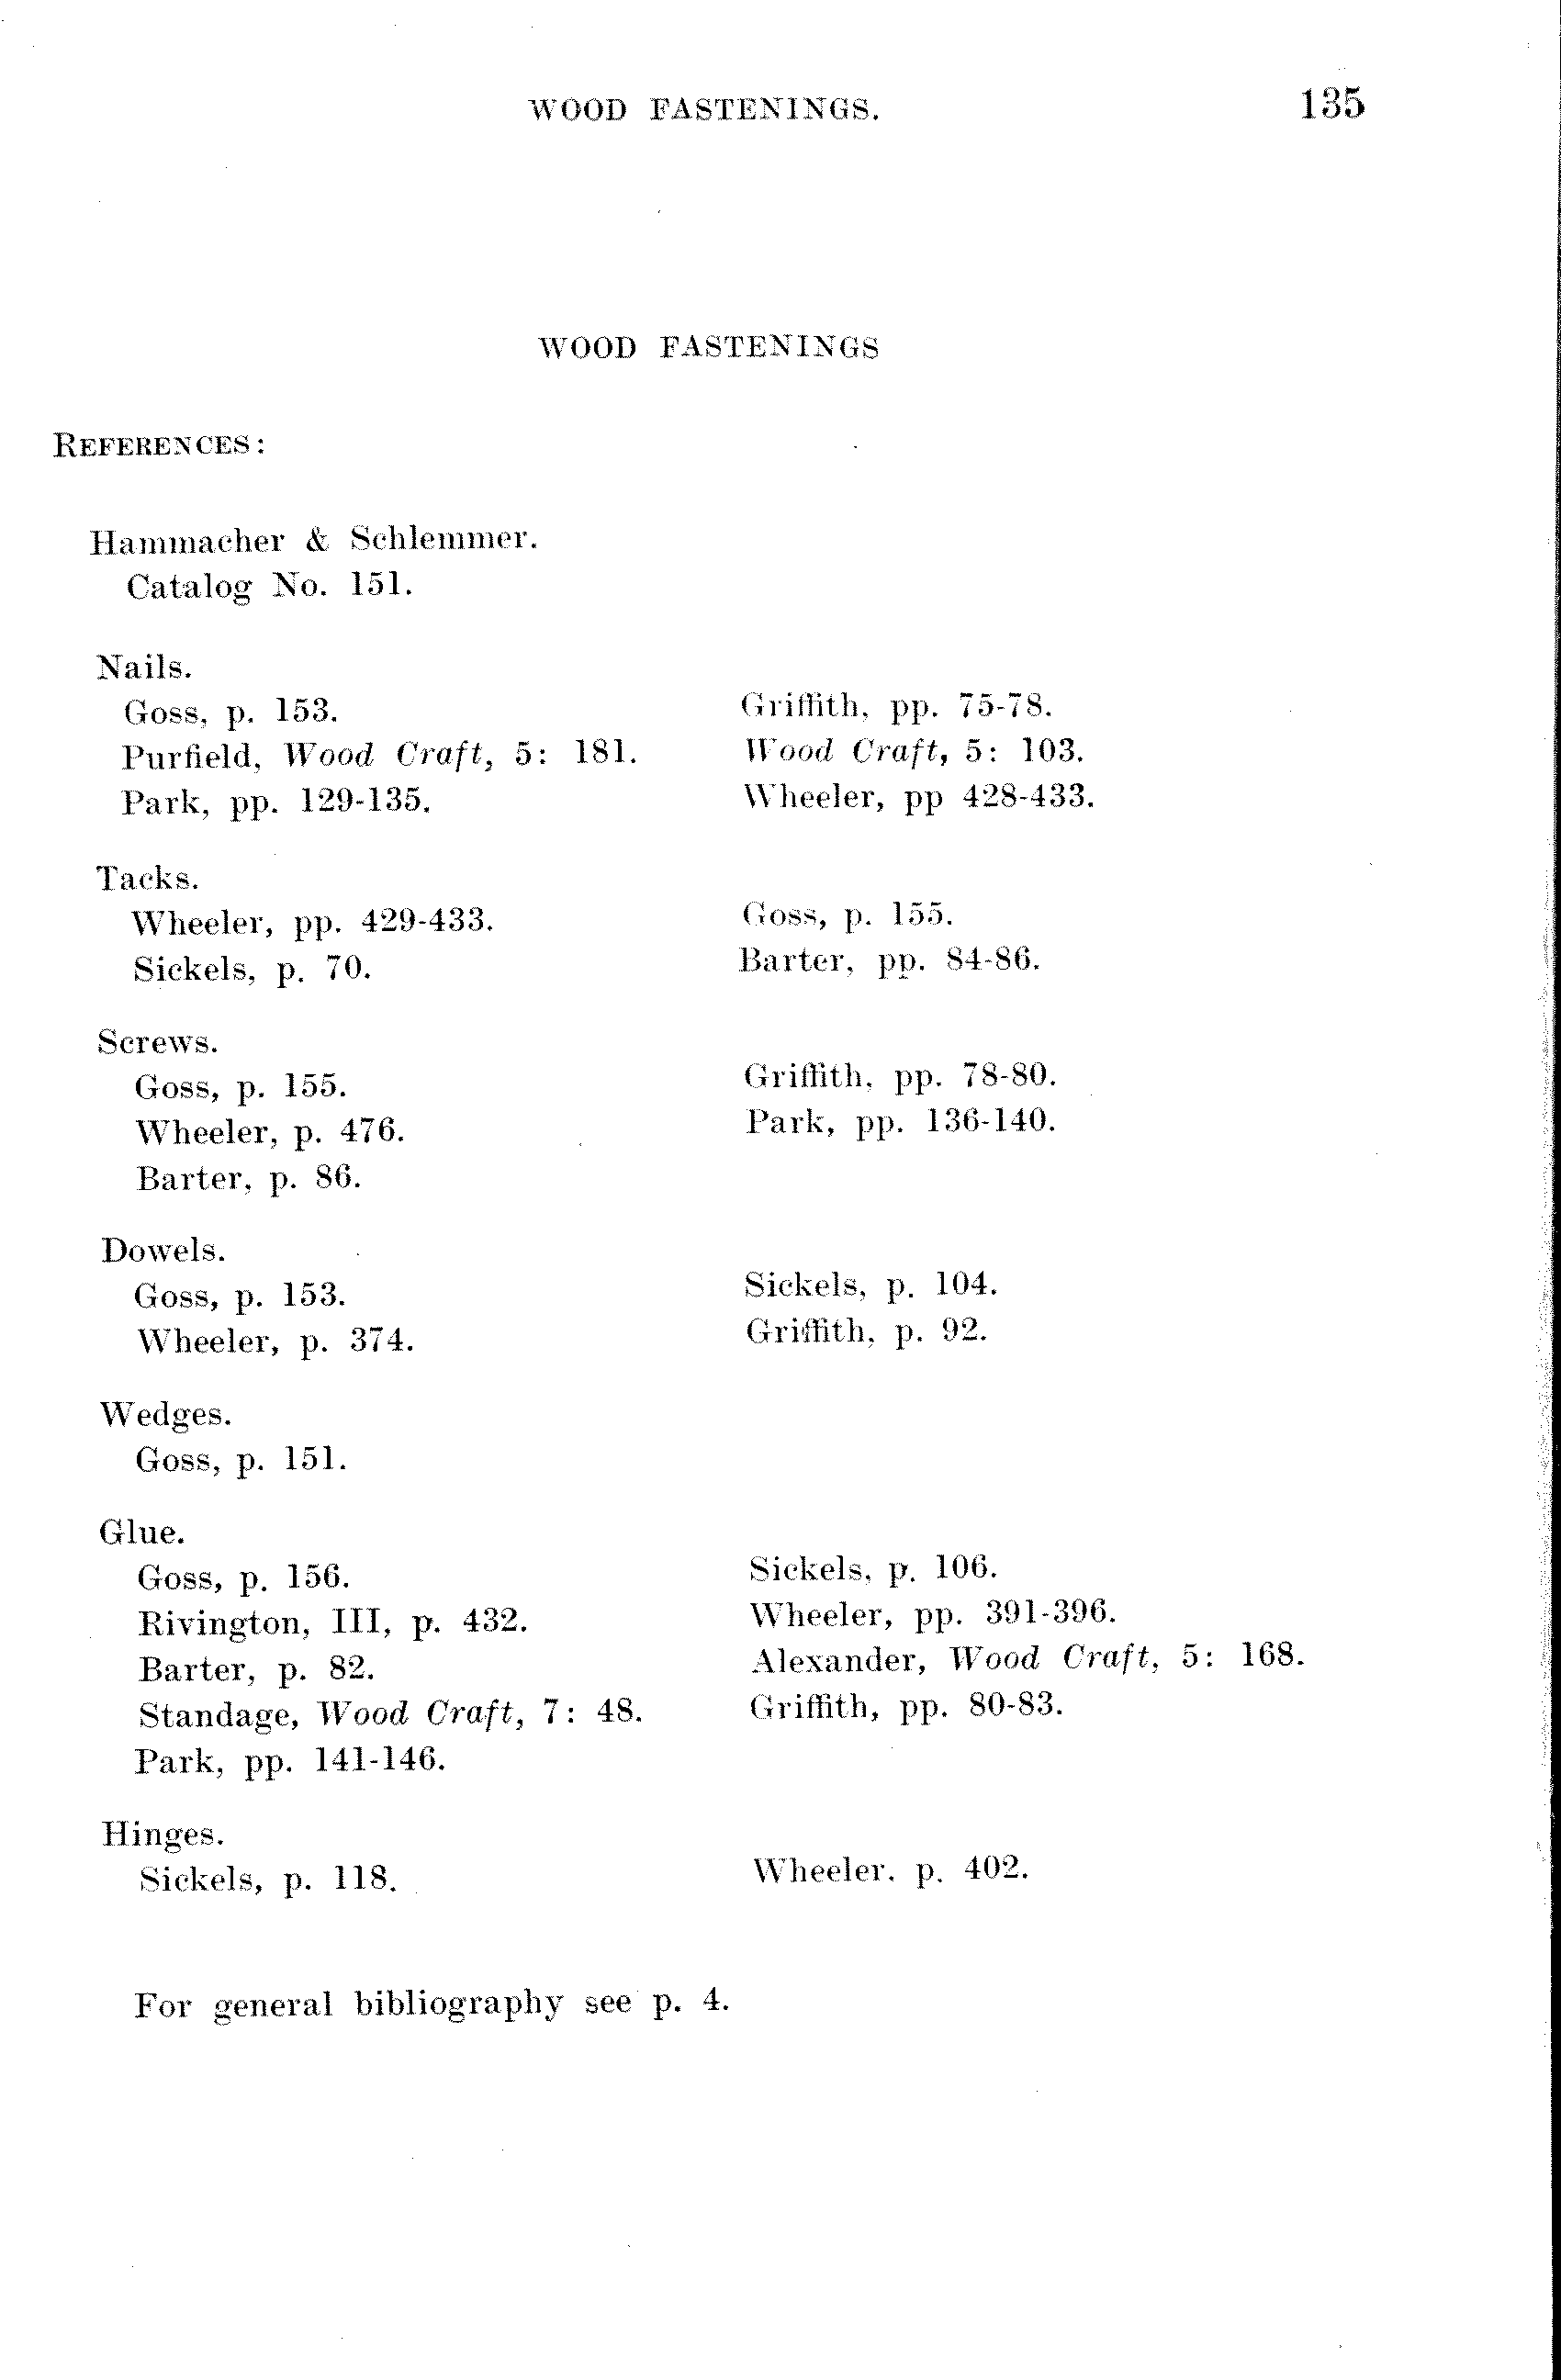 WOOD FASTENINGS. 135
WOOD FASTENINGS
REFERENCES:
Hammacher & Schlemmer.
Catalog No. 151.
Nails.
Goss, p. 153. Griffith, pp. 75-78.
Purfield, Wood Craft, 5: 181. Wood Craft, 5: 103.
Park, pp. 129-135. Wheeler, pp 428-433.
Tacks.
Wheeler, pp. 429-433. Goss, p. 155.
Sickels, p. 70. Barter, pp. 84-86.
Screws.
Goss, p. 155. Griffith, pp. 78-80.
Wheeler, p. 476. Park, pp. 136-140.
Barter, p. 86.
Dowels.
Goss, p. 153. Sickels, p. 104.
Wheeler, p. 374. Griffith, p. 92.
Wedges.
Goss, p. 151.
Glue.
Goss, p. 156. Sickels, p. 106.
Rivington, III, p. 432. Wheeler, pp. 391-396.
Barter, p. 82. Alexander, Wood Craft, 5: 168.
Standage, Wood Craft, 7: 48. Griffith, pp. 80-83.
Park, pp. 141-146.
Hinges.
Sickels, p. 118. Wheeler. p. 402.
For general bibliography see p. 4.